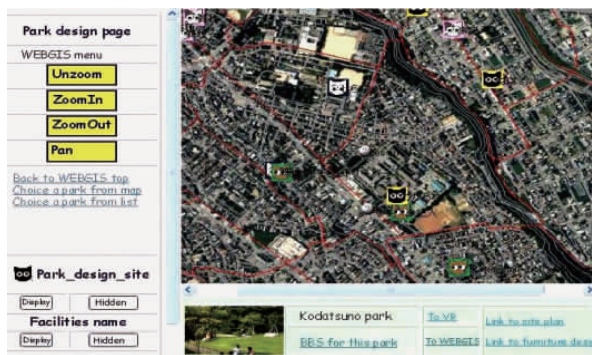 Park design page
WEBGIS menu
Unzoom
ZoomIn
ZoomOut
Pan
Back to WEBGIS top
Choice a park from map
Choice a park from list
Park_design_site
Display Hidden
Facilities name
Display Hidden
Kodatsuno park To VR Link to site plan
BBS for this park To WEBGIS Link to furniture